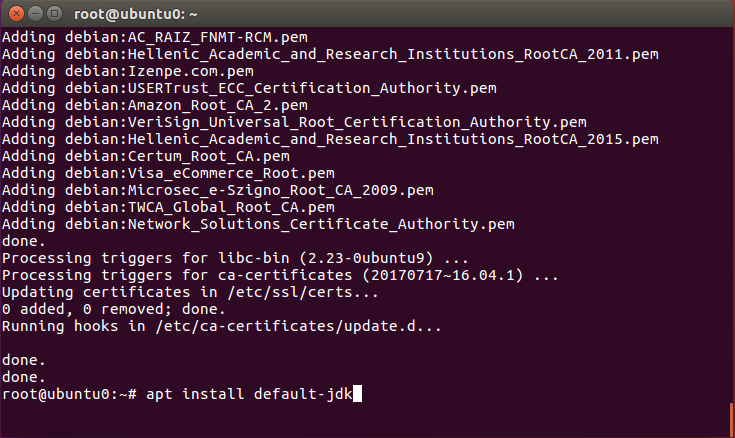 root@ubuntu0: ~
Adding debian:AC_RAIZ_FNMT-RCM.pem
Adding debian:Hellenic_Academic_and_Research_Institutions_RootCA_2011.pem
Adding debian:Izenpe.com.pem
Adding debian:USERTrust_ECC_Certification_Authority.pem
Adding debian:Amazon_Root_CA_2.pem
Adding debian:VeriSign_Universal_Root_Certification_Authority.pem
Adding debian:Hellenic_Academic_and_Research_Institutions_RootCA_2015.pem
Adding debian:Certum_Root_CA.pem
Adding debian:Visa_eCommerce_Root.pem
Adding debian:Microsec_e-Szigno_Root_CA_2009.pem
Adding debian:TWCA_Global_Root_CA.pem
Adding debian:Network_Solutions_Certificate_Authority.pem
done.
Processing triggers for libc-bin (2.23-0ubuntu9) ...
Processing triggers for ca-certificates (20170717~16.04.1) ...
Updating certificates in /etc/ssl/certs...
0 added, 0 removed; done.
Running hooks in /etc/ca-certificates/update.d...
done.
done.
root@ubuntu0:~# apt install default-jdk